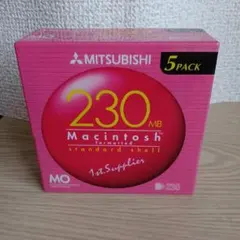 MITSUBISHI
5PACK
230MB
Macintosh
formatted
standard shell
1st.Supplier
MO